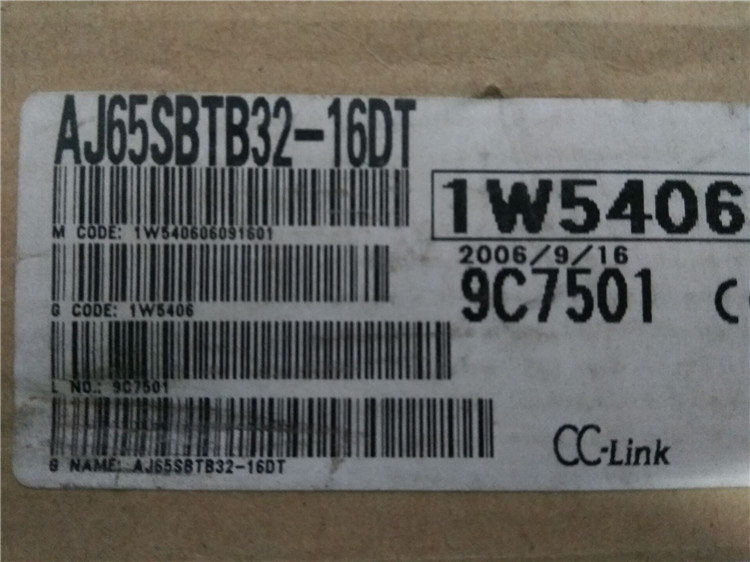 AJ65SBTB32-16DT
M CODE: 1W540606091601
1W5406
2006/9/16
G CODE: 1W5406
9C7501
L NO.: 9C7501
G NAME: AJ65SBTB32-16DT
CC-Link